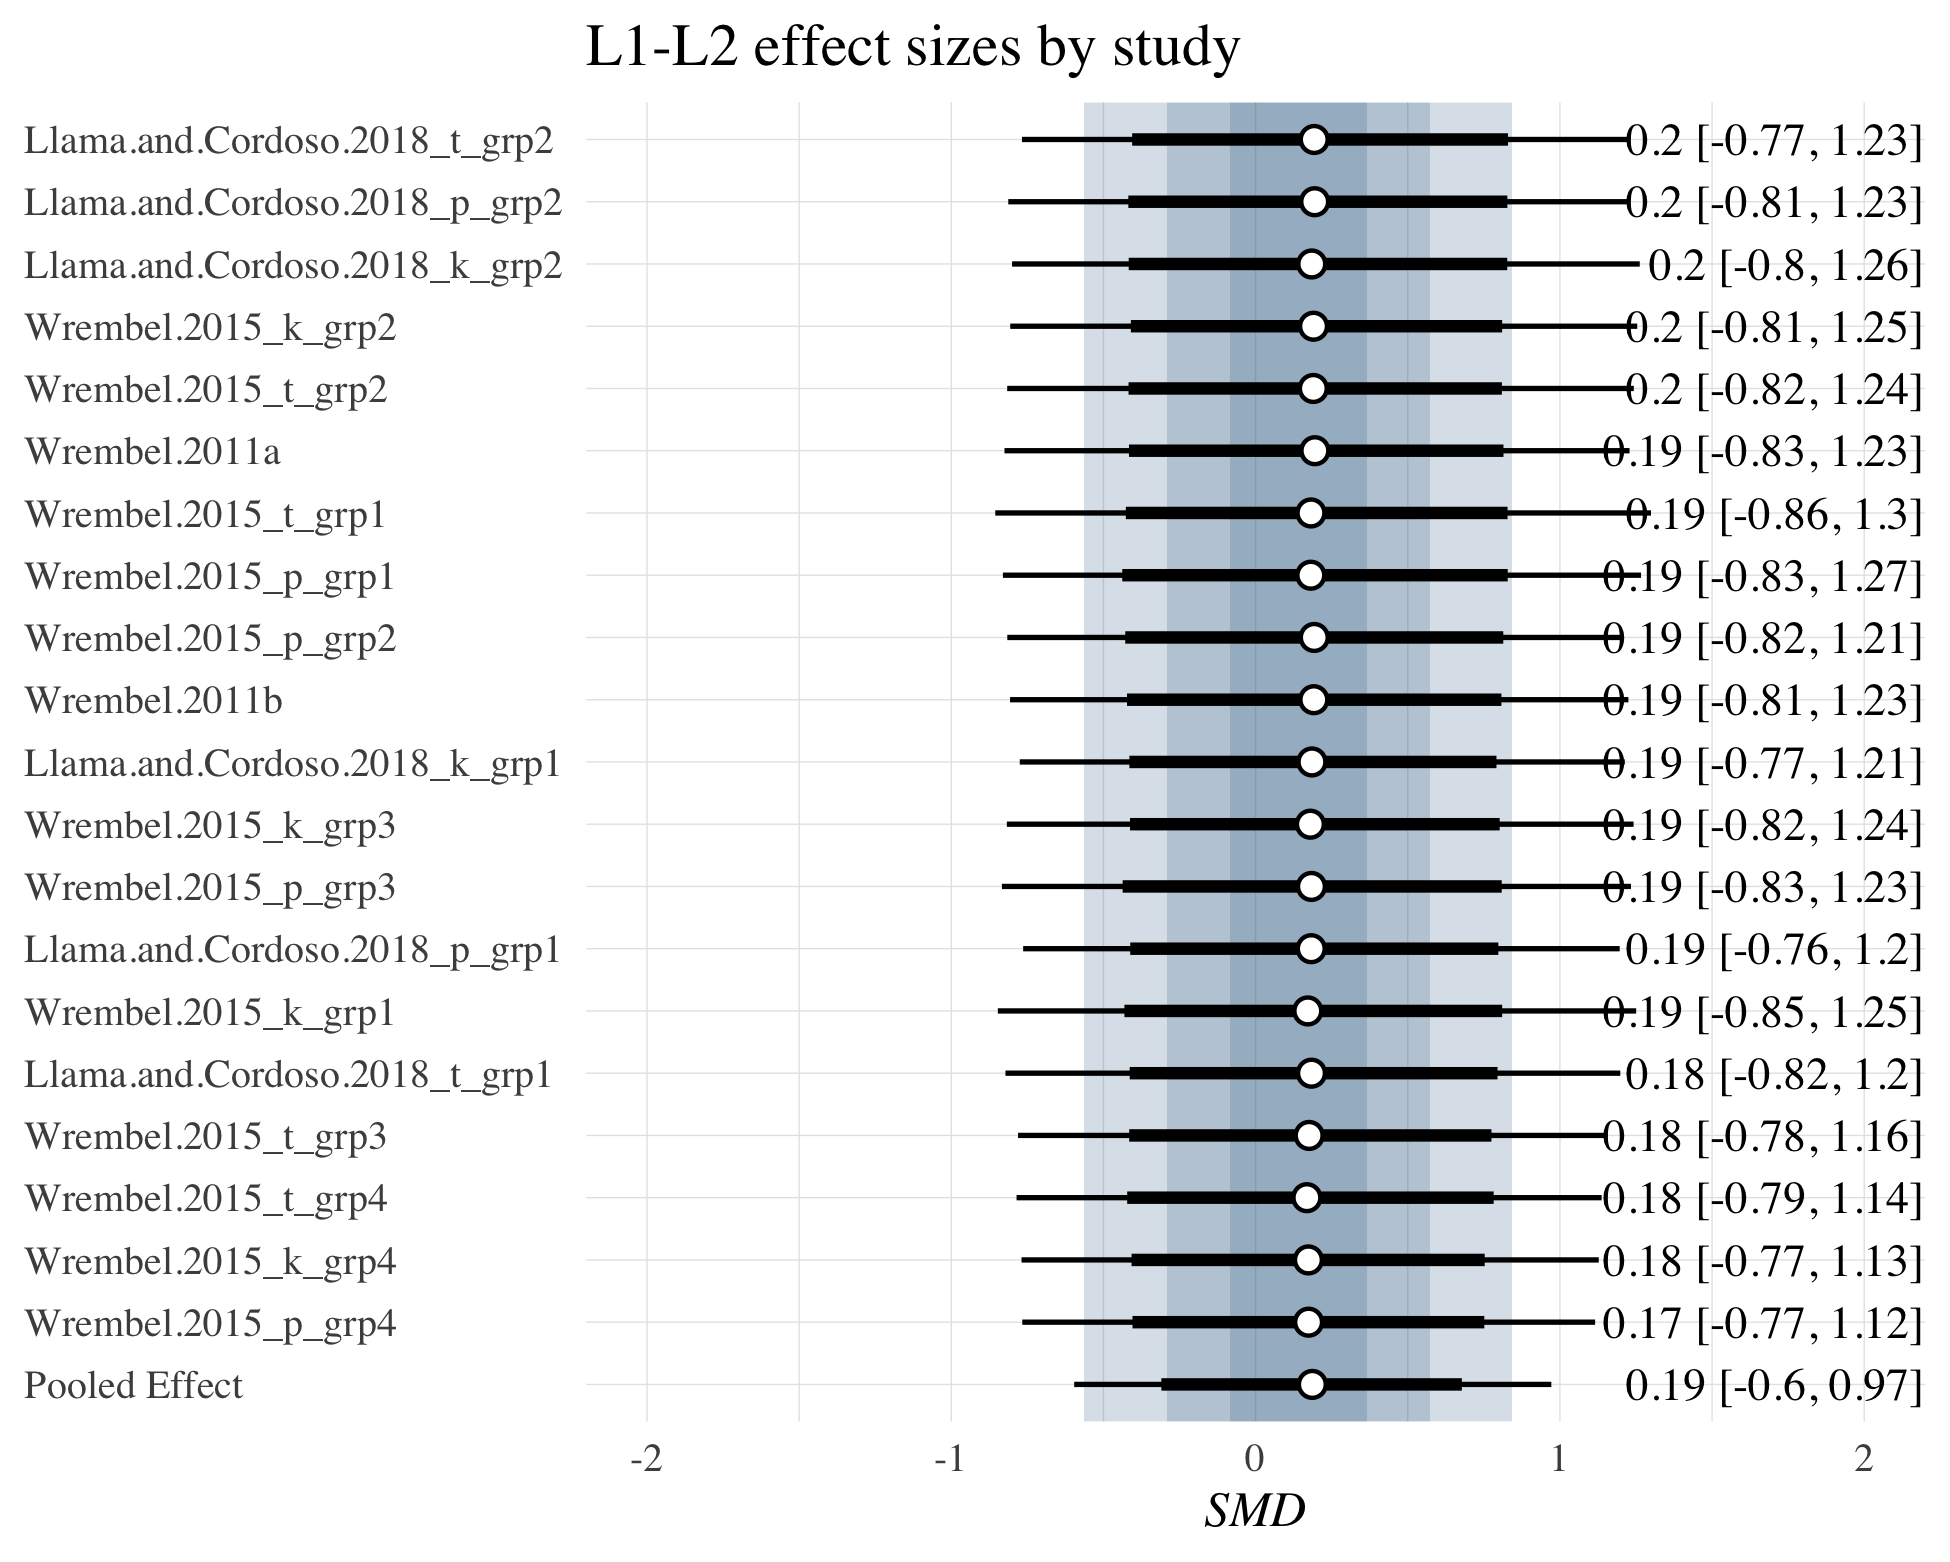 L1-L2 effect sizes by study
Llama.and.Cordoso.2018_t_grp2 0.2 [-0.77, 1.23]
Llama.and.Cordoso.2018_p_grp2 0.2 [-0.81, 1.23]
Llama.and.Cordoso.2018_k_grp2 0.2 [-0.8, 1.26]
Wrembel.2015_k_grp2 0.2 [-0.81, 1.25]
Wrembel.2015_t_grp2 0.2 [-0.82, 1.24]
Wrembel.2011a 0.19 [-0.83, 1.23]
Wrembel.2015_t_grp1 0.19 [-0.86, 1.3]
Wrembel.2015_p_grp1 0.19 [-0.83, 1.27]
Wrembel.2015_p_grp2 0.19 [-0.82, 1.21]
Wrembel.2011b 0.19 [-0.81, 1.23]
Llama.and.Cordoso.2018_k_grp1 0.19 [-0.77, 1.21]
Wrembel.2015_k_grp3 0.19 [-0.82, 1.24]
Wrembel.2015_p_grp3 0.19 [-0.83, 1.23]
Llama.and.Cordoso.2018_p_grp1 0.19 [-0.76, 1.2]
Wrembel.2015_k_grp1 0.19 [-0.85, 1.25]
Llama.and.Cordoso.2018_t_grp1 0.18 [-0.82, 1.2]
Wrembel.2015_t_grp3 0.18 [-0.78, 1.16]
Wrembel.2015_t_grp4 0.18 [-0.79, 1.14]
Wrembel.2015_k_grp4 0.18 [-0.77, 1.13]
Wrembel.2015_p_grp4 0.17 [-0.77, 1.12]
Pooled Effect 0.19 [-0.6, 0.97]
-2 -1 0 1 2
SMD